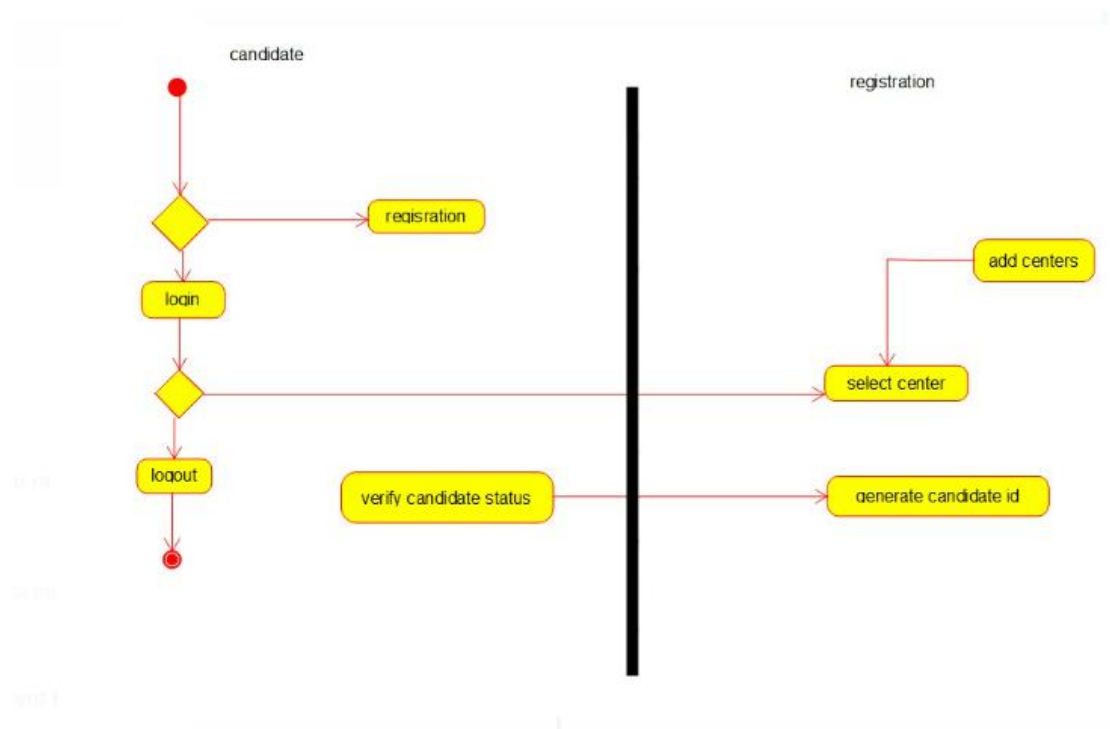 candidate
registration
regisration
add centers
login
select center
logout
verify candidate status
generate candidate id